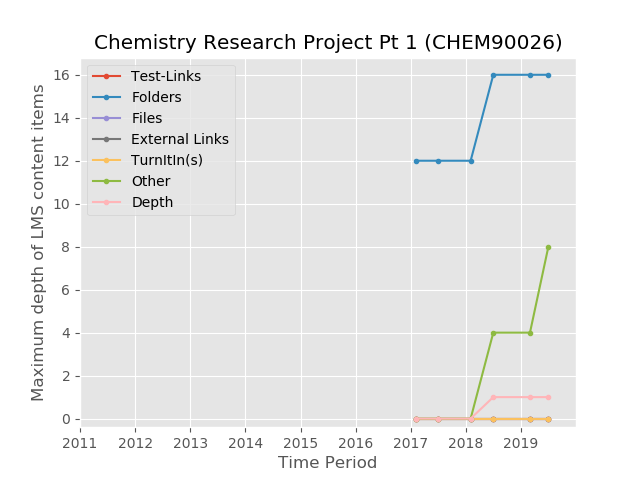 Chemistry Research Project Pt 1 (CHEM90026)
Maximum depth of LMS content items
16
14
12
10
8
6
4
2
0
Test-Links
Folders
Files
External Links
TurnItIn(s)
Other
Depth
2011 2012 2013 2014 2015 2016 2017 2018 2019
Time Period